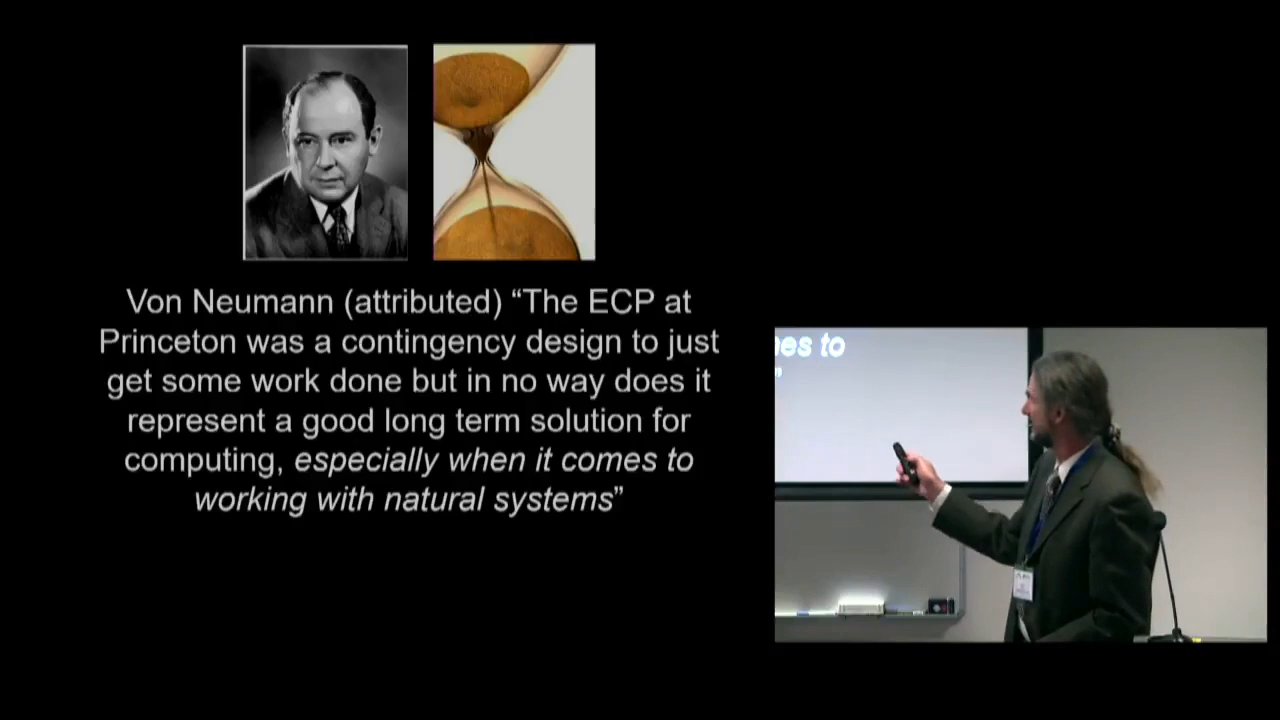 Von Neumann (attributed) “The ECP at
Princeton was a contingency design to just
get some work done but in no way does it
represent a good long term solution for
computing, especially when it comes to
working with natural systems”
es to